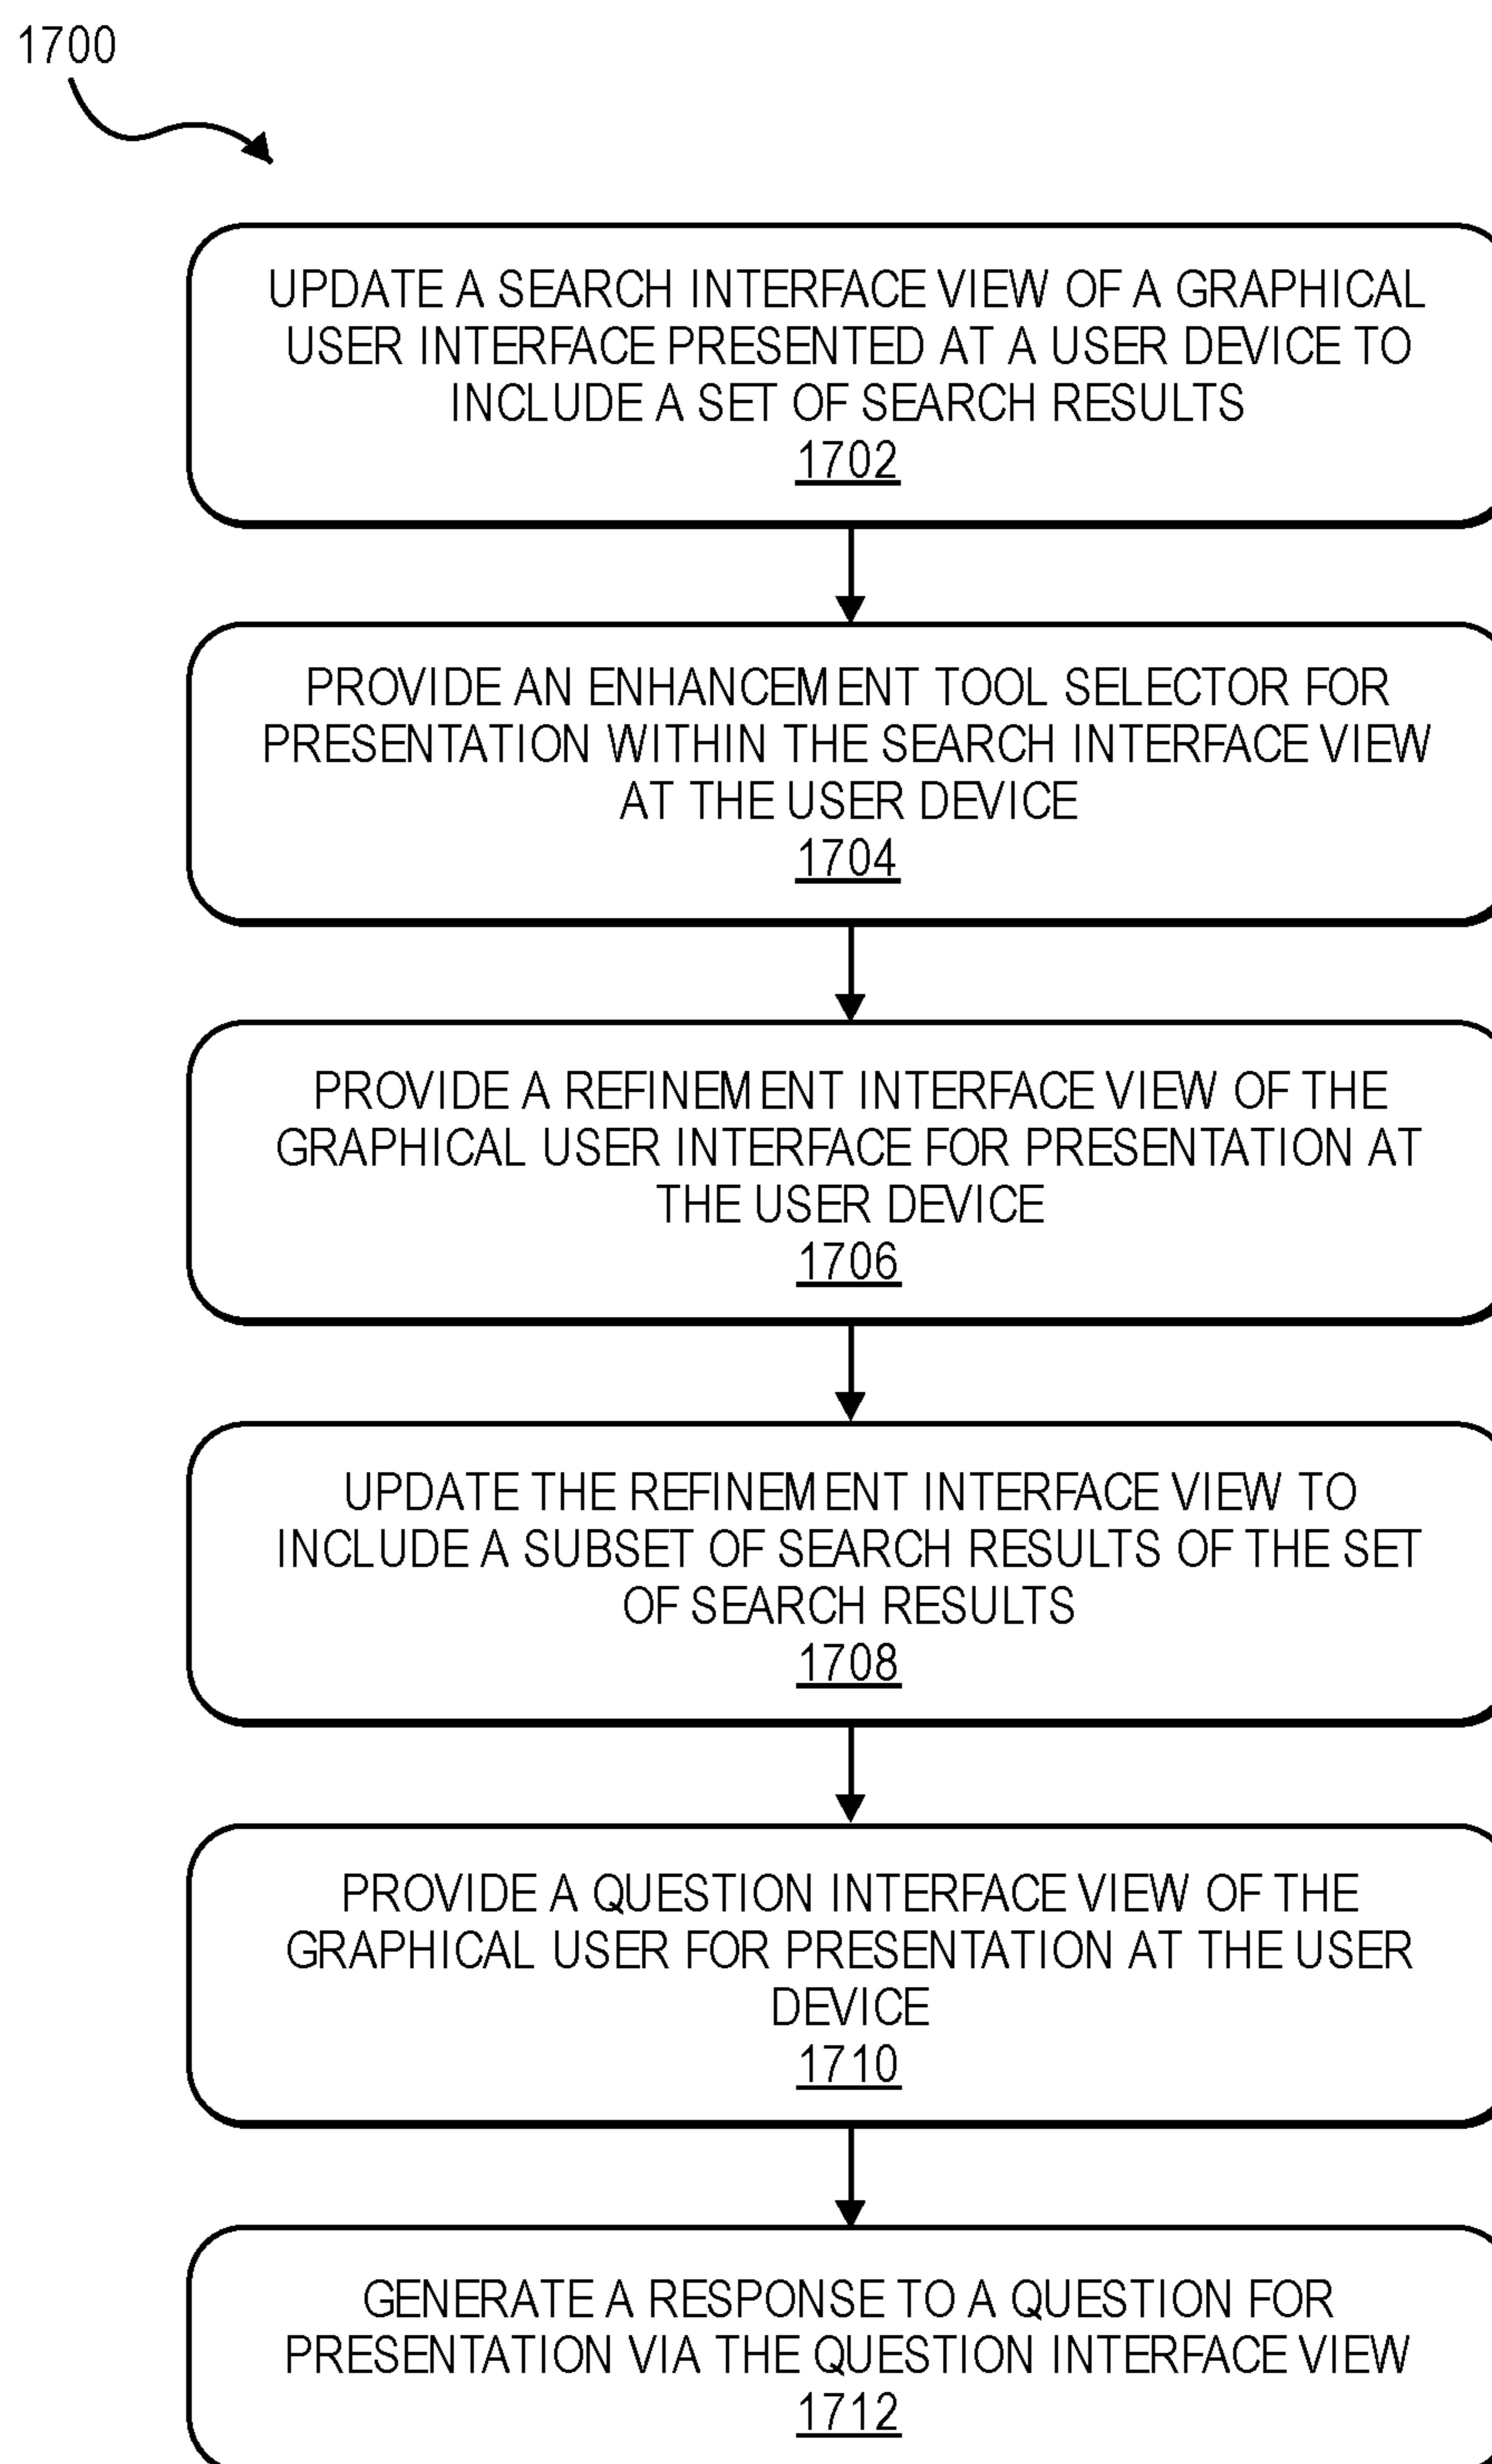 1700
UPDATE A SEARCH INTERFACE VIEW OF A GRAPHICAL
USER INTERFACE PRESENTED AT A USER DEVICE TO
INCLUDE A SET OF SEARCH RESULTS
1702
PROVIDE AN ENHANCEMENT TOOL SELECTOR FOR
PRESENTATION WITHIN THE SEARCH INTERFACE VIEW
AT THE USER DEVICE
1704
PROVIDE A REFINEMENT INTERFACE VIEW OF THE
GRAPHICAL USER INTERFACE FOR PRESENTATION AT
THE USER DEVICE
1706
UPDATE THE REFINEMENT INTERFACE VIEW TO
INCLUDE A SUBSET OF SEARCH RESULTS OF THE SET
OF SEARCH RESULTS
1708
PROVIDE A QUESTION INTERFACE VIEW OF THE
GRAPHICAL USER FOR PRESENTATION AT THE USER
DEVICE
1710
GENERATE A RESPONSE TO A QUESTION FOR
PRESENTATION VIA THE QUESTION INTERFACE VIEW
1712